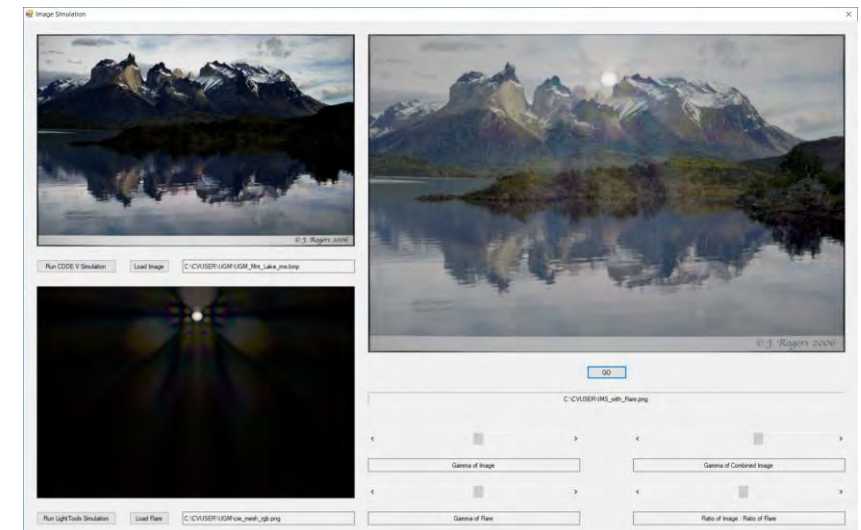 Image Simulation
© J. Rogers 2006
Run CODE V Simulation
Load Image
C:\CVUSER\UGM\UGM_Mnt_Lake_ims.bmp
Run LightTools Simulation
Load Flare
C:\CVUSER\UGM\cie_mesh_rgb.png
© J. Rogers 2006
GO
C:\CVUSER\IMS_with_Flare.png
< >
< >
Gamma of Image
Gamma of Combined Image
< >
< >
Gamma of Flare
Ratio of Image : Ratio of Flare